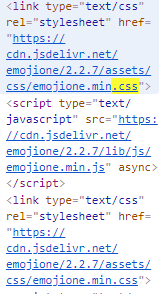 <link type="text/css"
rel="stylesheet" href=
"https://
cdn.jsdelivr.net/
emojione/2.2.7/assets/
css/emojione.min.css">
<script type="text/
javascript" src="https:
//cdn.jsdelivr.net/
emojione/2.2.7/lib/js/
emojione.min.js" async>
</script>
<link type="text/css"
rel="stylesheet" href=
"https://
cdn.jsdelivr.net/
emojione/2.2.7/assets/
css/emojione.min.css">